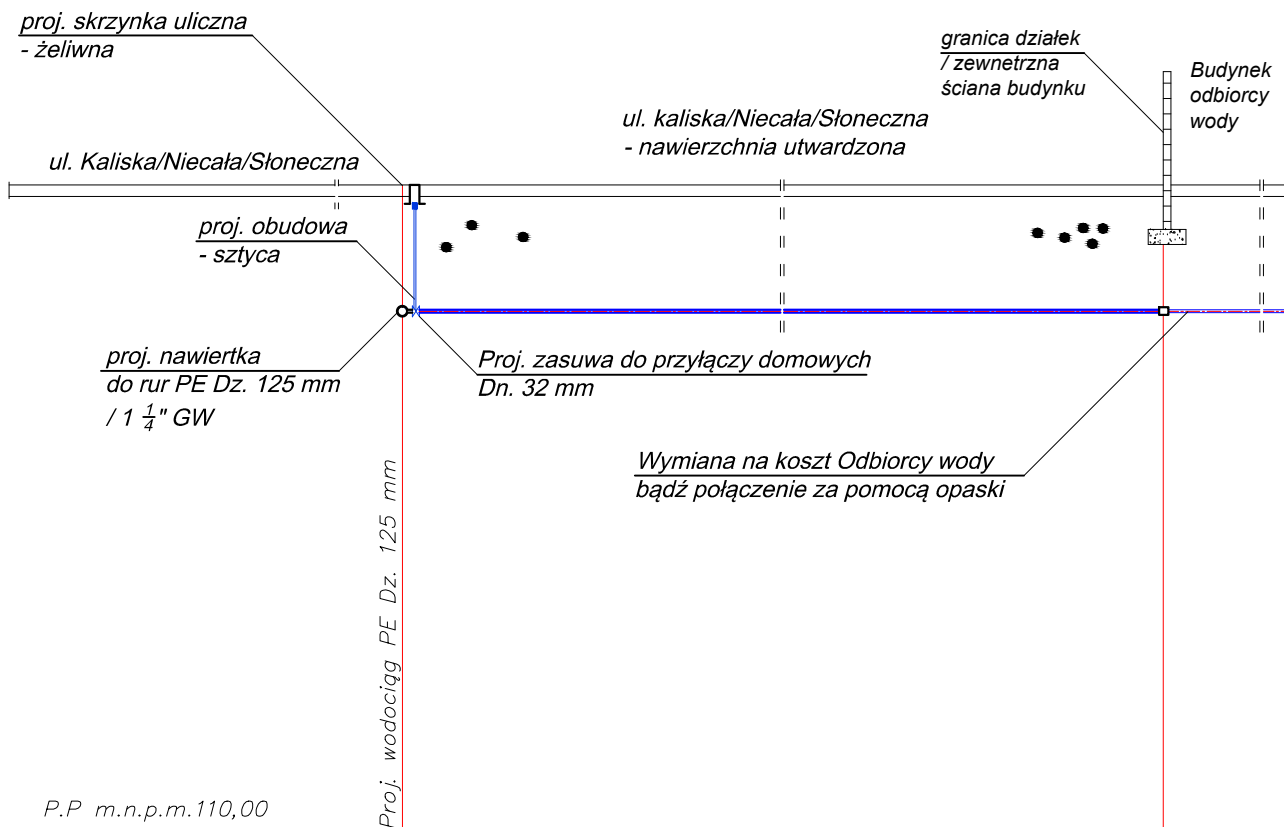 proj. skrzynka uliczna
- żeliwna
granica działek
/ zewnetrzna
ściana budynku
Budynek
odbiorcy
wody
ul. kaliska/Niecała/Słoneczna
- nawierzchnia utwardzona
ul. Kaliska/Niecała/Słoneczna
proj. obudowa
- sztyca
proj. nawiertka
do rur PE Dz. 125 mm
/ 1 1/4" GW
Proj. zasuwa do przyłączy domowych
Dn. 32 mm
Wymiana na koszt Odbiorcy wody
bądź połączenie za pomocą opaski
Proj. wodociąg PE Dz. 125 mm
P.P m.n.p.m.110,00